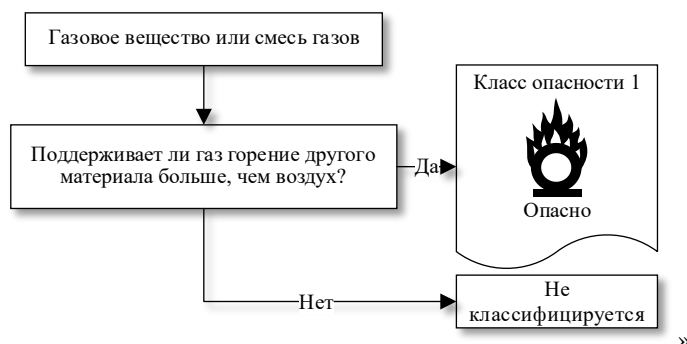 Газовое вещество или смесь газов
Поддерживает ли газ горение другого
материала больше, чем воздух?
Да
Класс опасности 1
Опасно
Нет
Не
классифицируется
»